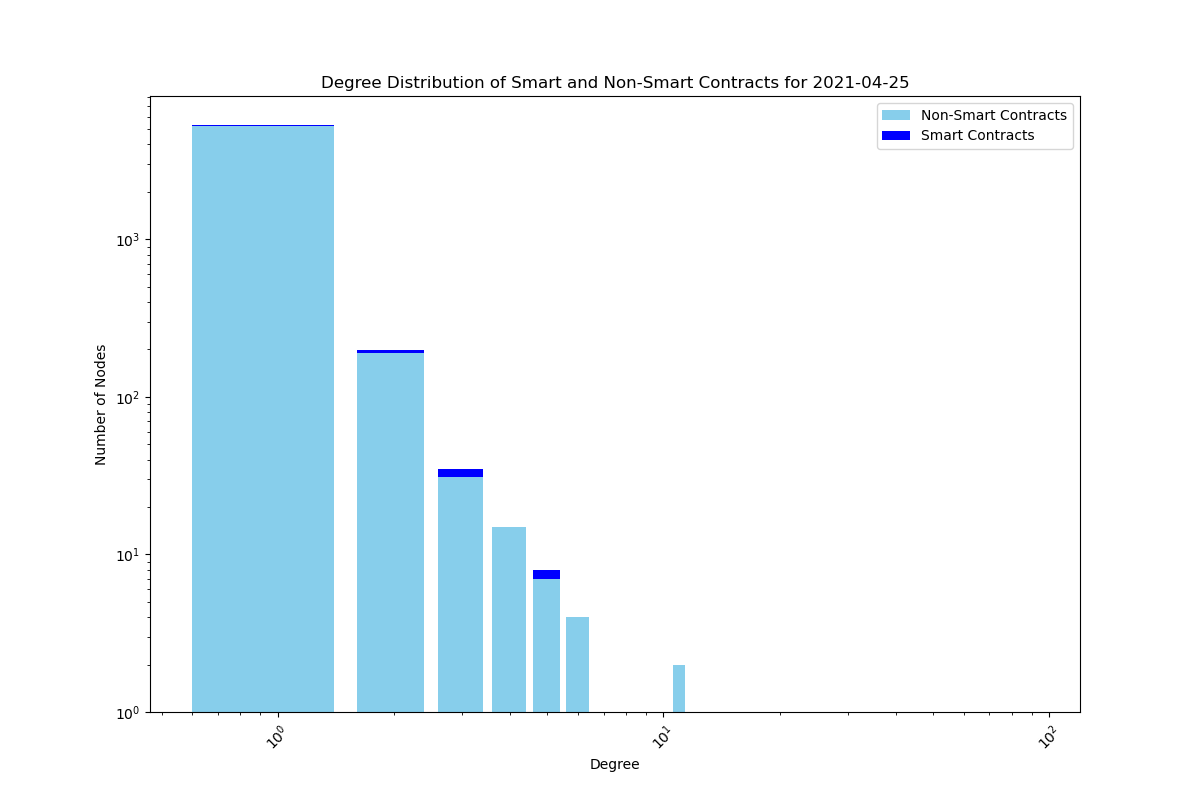 Degree Distribution of Smart and Non-Smart Contracts for 2021-04-25
Non-Smart Contracts
Smart Contracts
Number of Nodes
10³
10²
10¹
10⁰
10⁰
10¹
10²
Degree